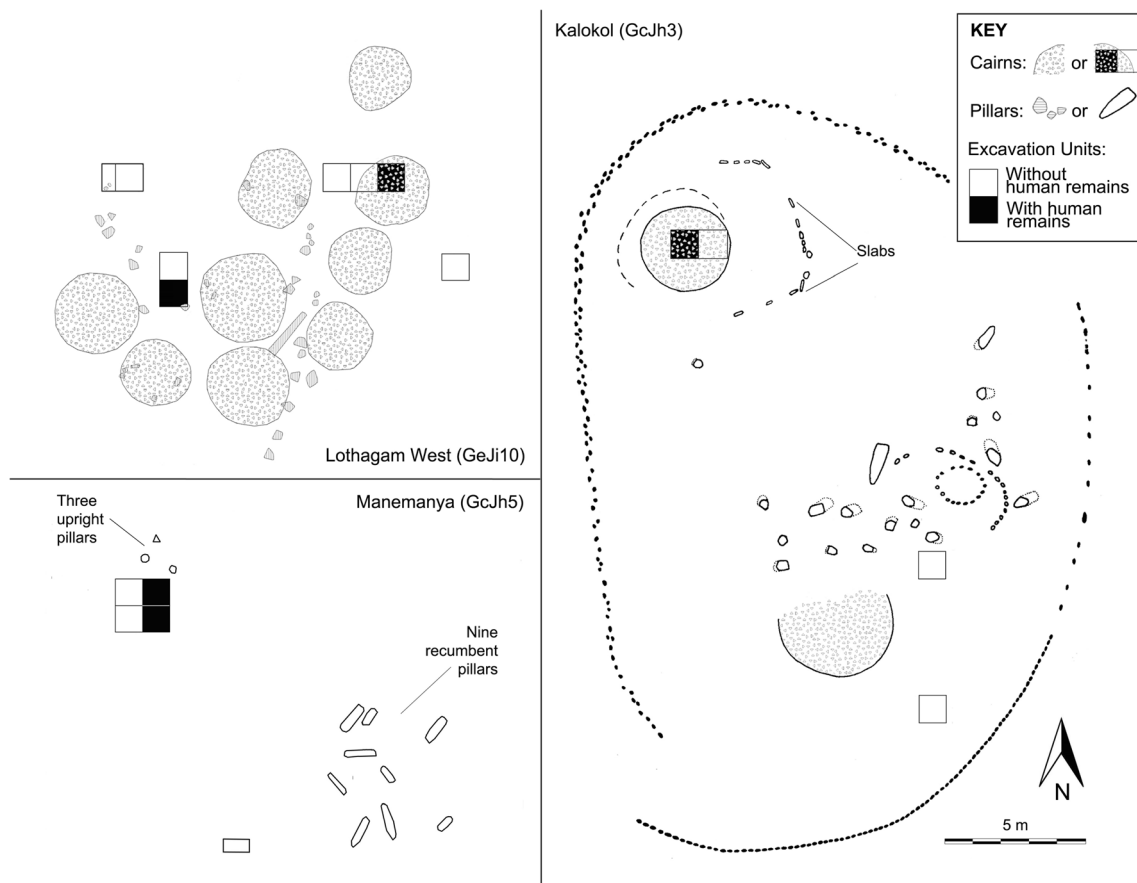 Lothagam West (GeJi10)
Manemanya (GcJh5)
Three
upright
pillars
Nine
recumbent
pillars
Kalokol (GcJh3)
Slabs
KEY
Cairns: or
Pillars: or
Excavation Units:
Without
human remains
With human
remains
N
5 m